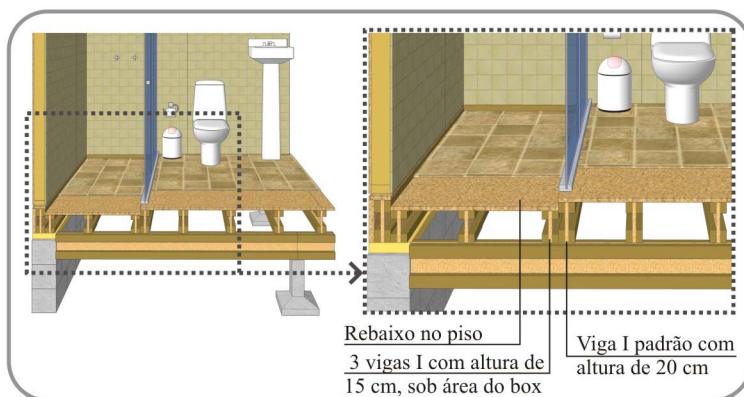 Rebaixo no piso
3 vigas I com altura de
15 cm, sob área do box
Viga I padrão com
altura de 20 cm